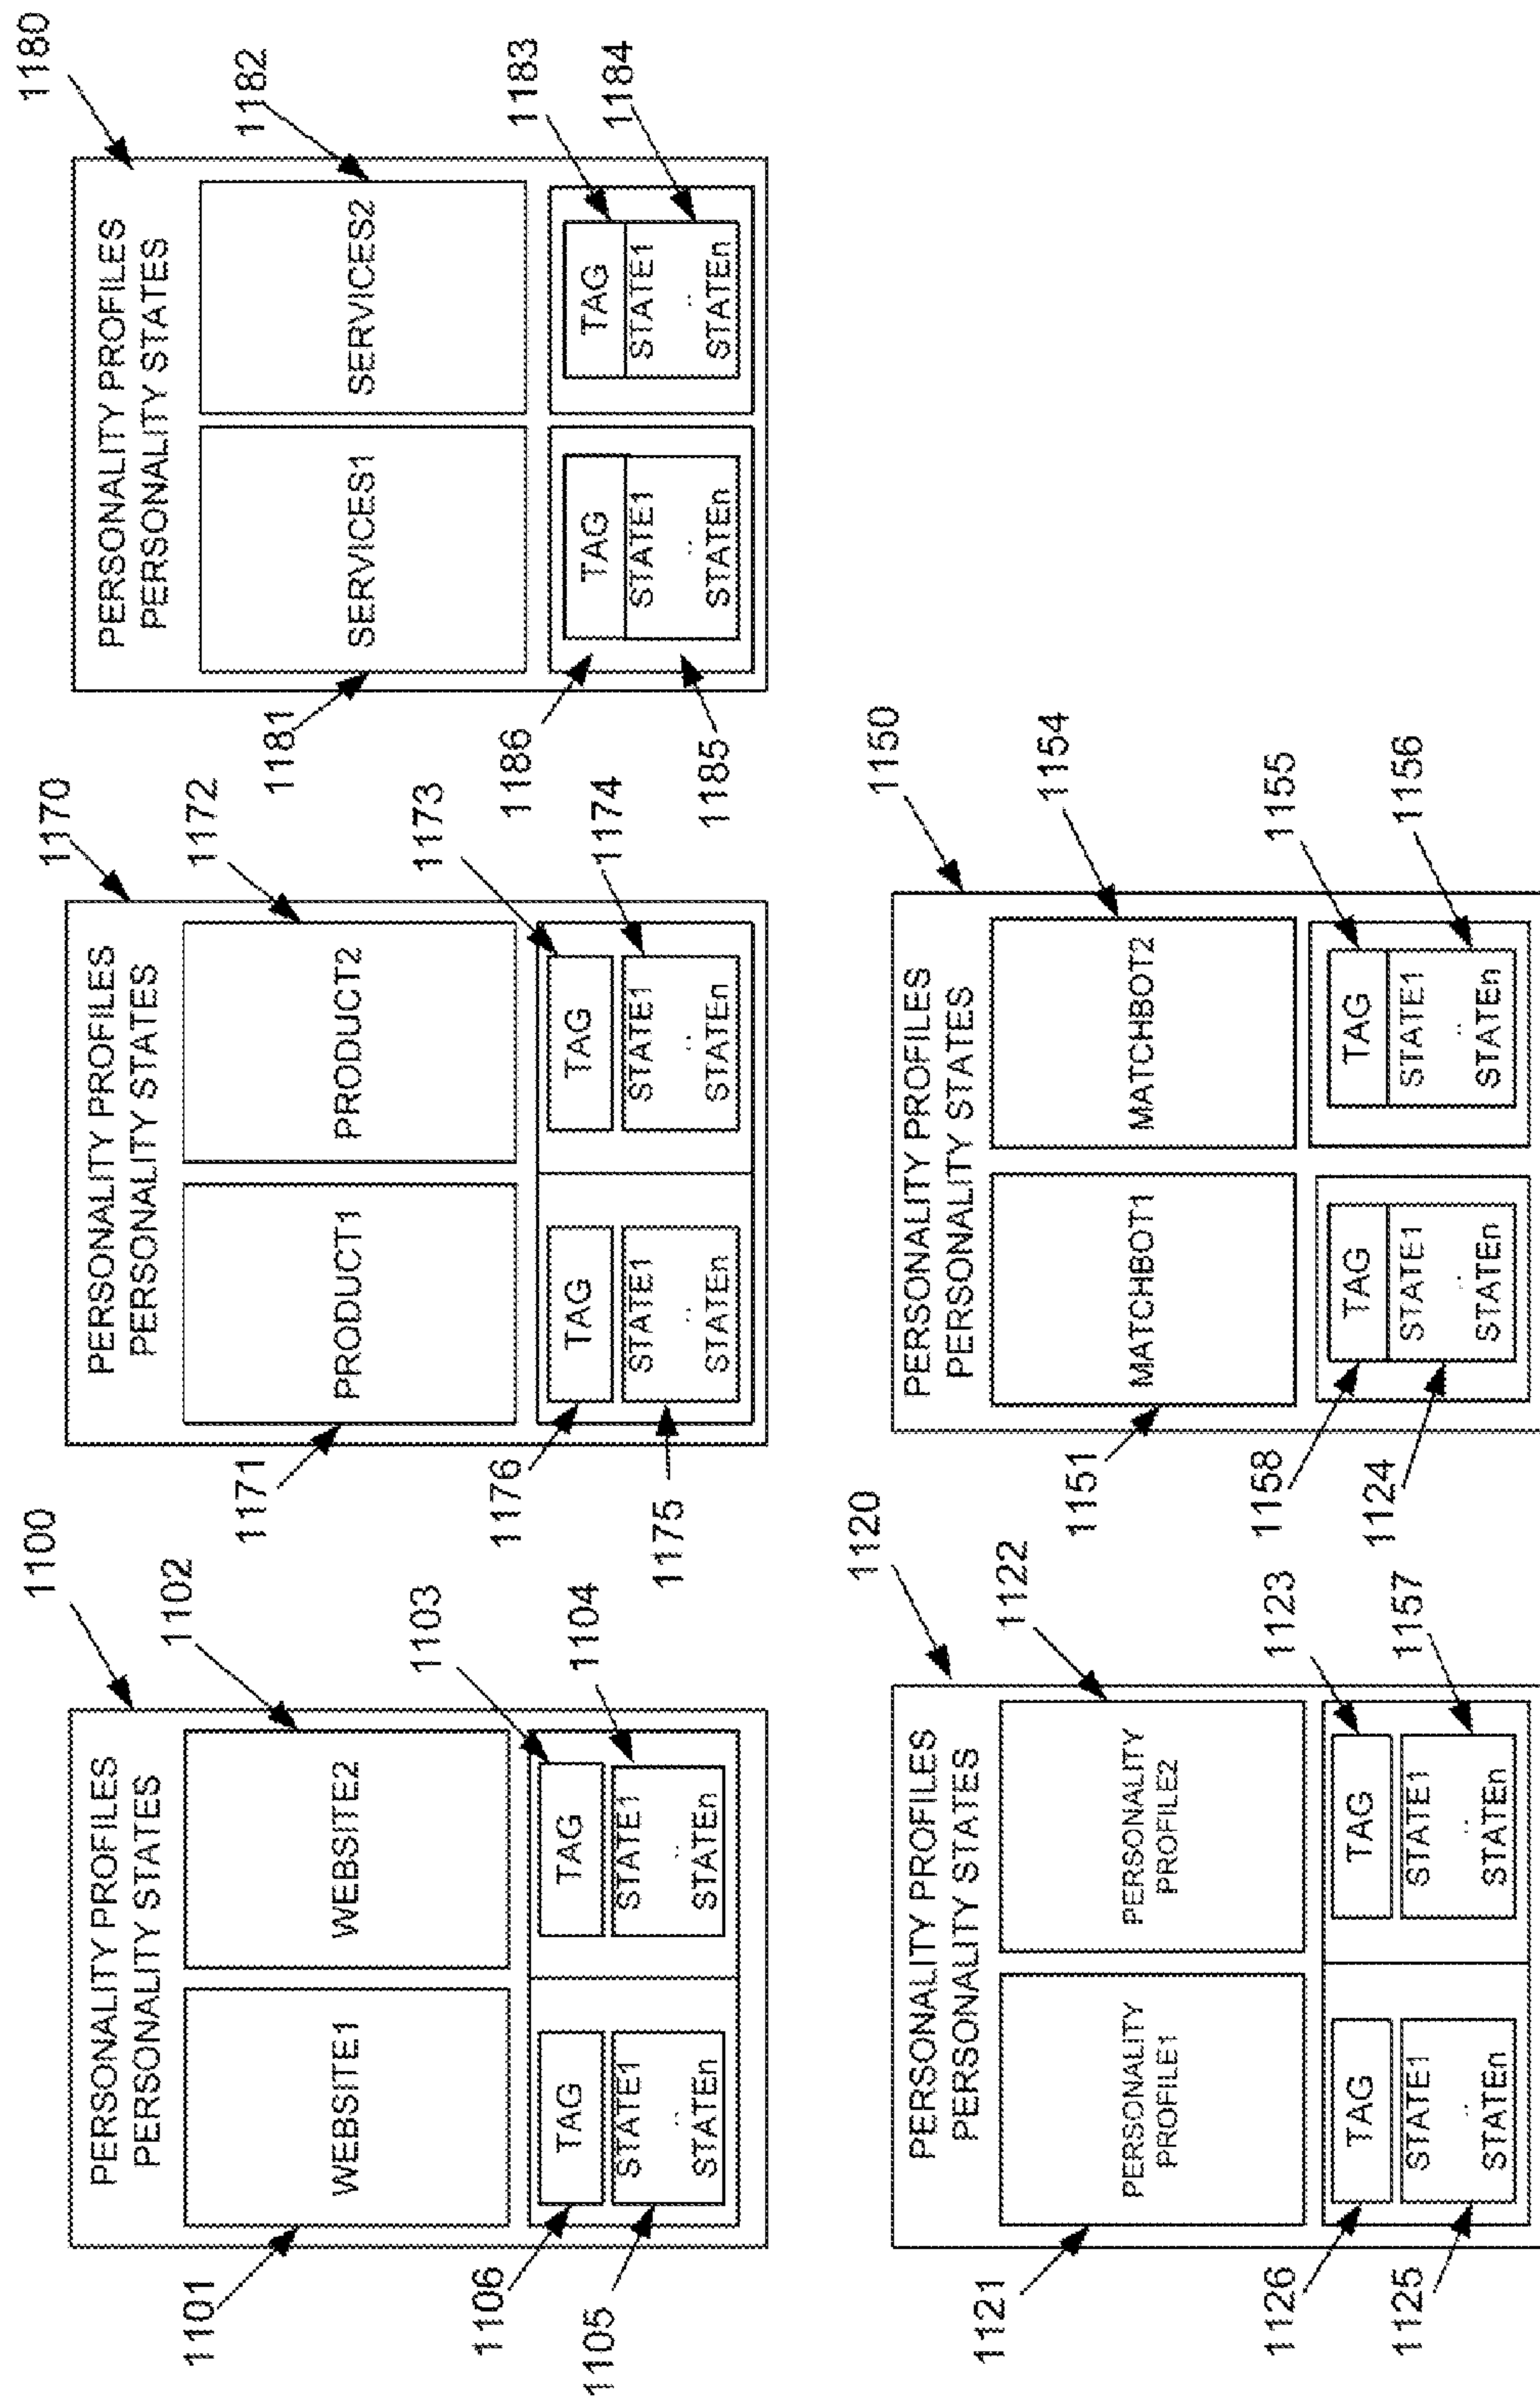 1100
PERSONALITY PROFILES
PERSONALITY STATES
1101
WEBSITE1
WEBSITE2
1102
1106
TAG
TAG
1103
1105
STATE1
..
STATEn
STATE1
..
STATEn
1104
1170
PERSONALITY PROFILES
PERSONALITY STATES
1171
PRODUCT1
PRODUCT2
1172
1176
TAG
TAG
1173
1175
STATE1
..
STATEn
STATE1
..
STATEn
1174
1180
PERSONALITY PROFILES
PERSONALITY STATES
1181
SERVICES1
SERVICES2
1182
1186
TAG
TAG
1183
1185
STATE1
..
STATEn
STATE1
..
STATEn
1184
1120
PERSONALITY PROFILES
PERSONALITY STATES
1121
PERSONALITY
PROFILE1
PERSONALITY
PROFILE2
1122
1126
TAG
TAG
1123
1125
STATE1
..
STATEn
STATE1
..
STATEn
1157
1150
PERSONALITY PROFILES
PERSONALITY STATES
1151
MATCHBOT1
MATCHBOT2
1154
1158
TAG
TAG
1155
1124
STATE1
..
STATEn
STATE1
..
STATEn
1156